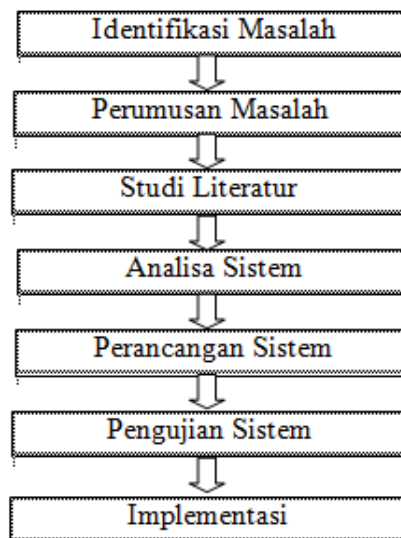 Identifikasi Masalah
Perumusan Masalah
Studi Literatur
Analisa Sistem
Perancangan Sistem
Pengujian Sistem
Implementasi